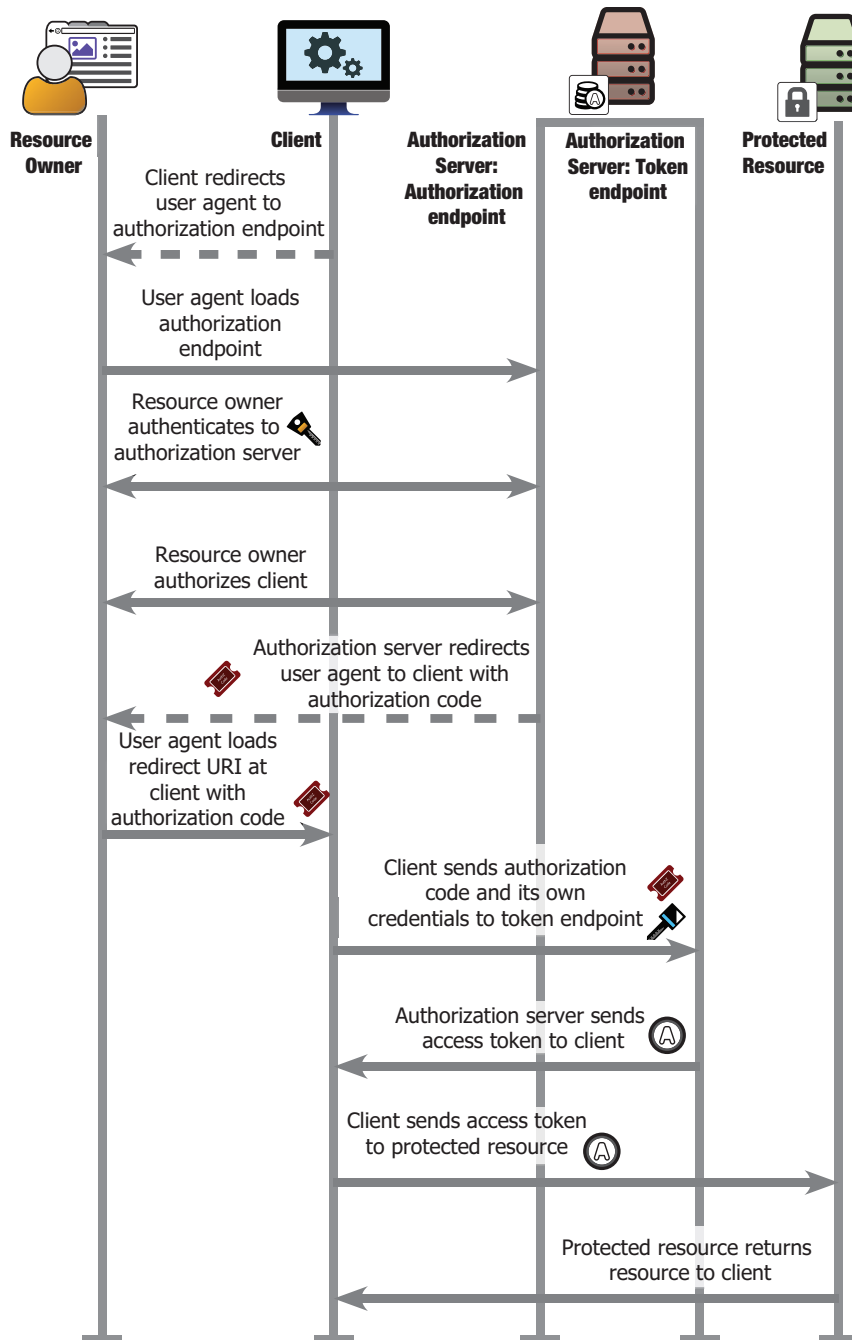 Resource
Owner
Client
Authorization
Server:
Authorization
endpoint
Authorization
Server: Token
endpoint
Protected
Resource
Client redirects
user agent to
authorization endpoint
User agent loads
authorization
endpoint
Resource owner
authenticates to
authorization server
Resource owner
authorizes client
Authorization server redirects
user agent to client with
authorization code
User agent loads
redirect URI at
client with
authorization code
Client sends authorization
code and its own
credentials to token endpoint
Authorization server sends
access token to client
A
Client sends access token
to protected resource
A
Protected resource returns
resource to client